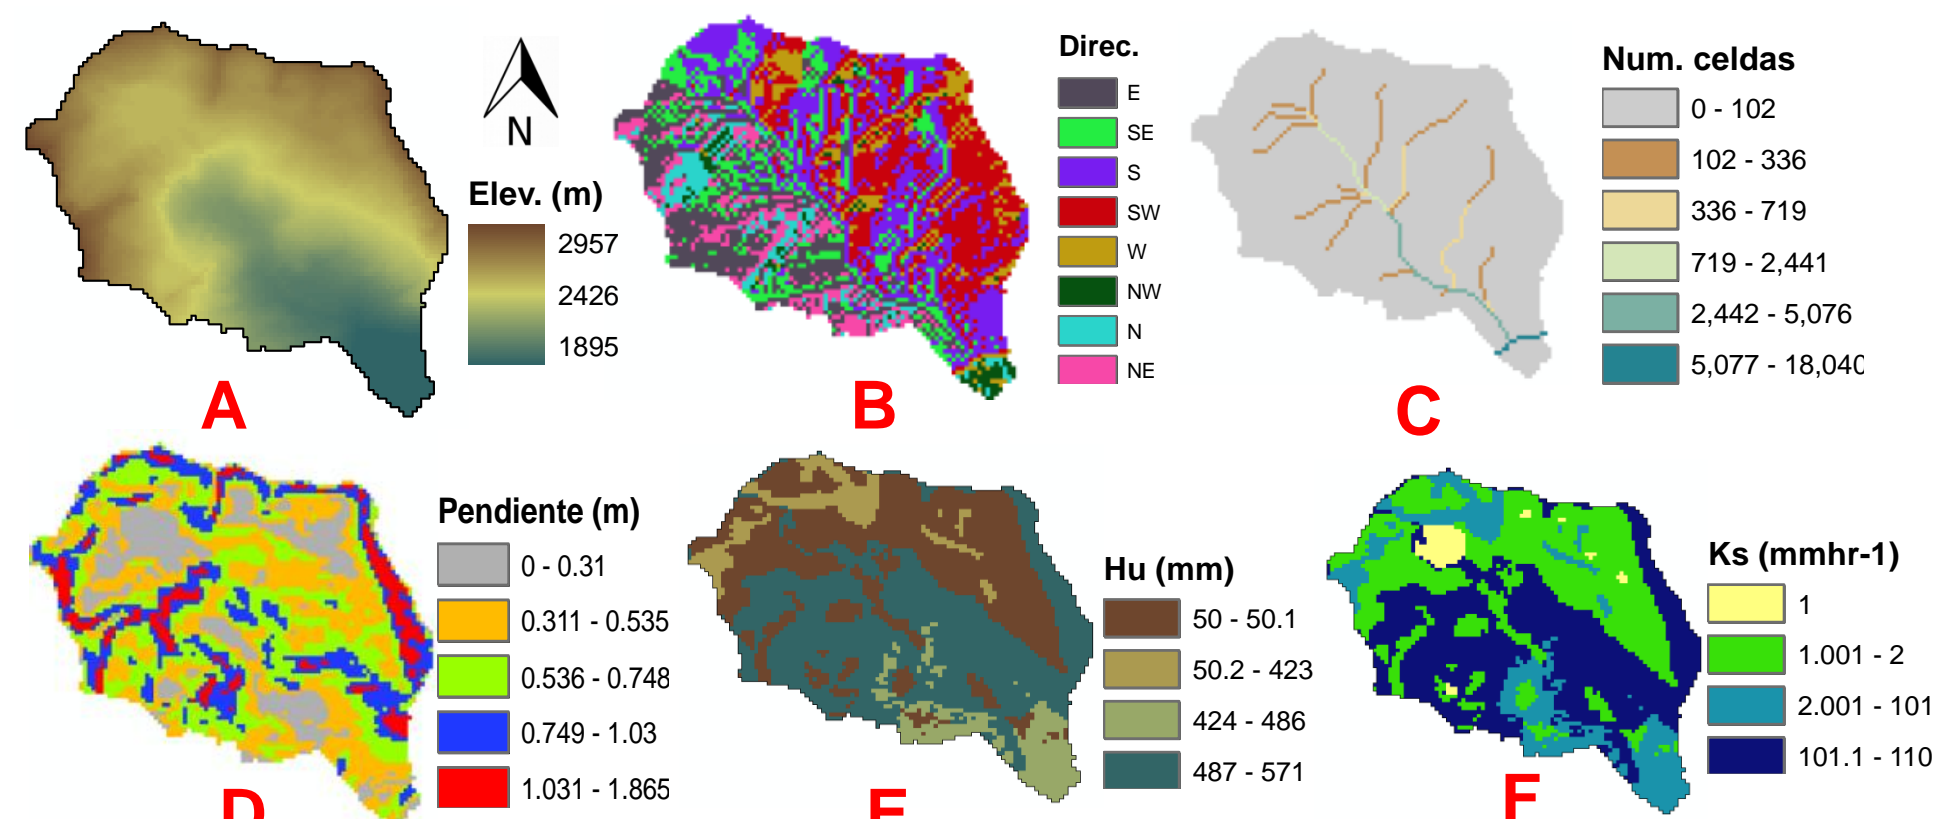 N
Elev. (m)
2957
2426
1895
A
Direc.
E
SE
S
SW
W
NW
N
NE
B
Num. celdas
0 - 102
102 - 336
336 - 719
719 - 2,441
2,442 - 5,076
5,077 - 18,040
C
Pendiente (m)
0 - 0.31
0.311 - 0.535
0.536 - 0.748
0.749 - 1.03
1.031 - 1.865
D
Hu (mm)
50 - 50.1
50.2 - 423
424 - 486
487 - 571
E
Ks (mmhr-1)
1
1.001 - 2
2.001 - 101
101.1 - 110
F